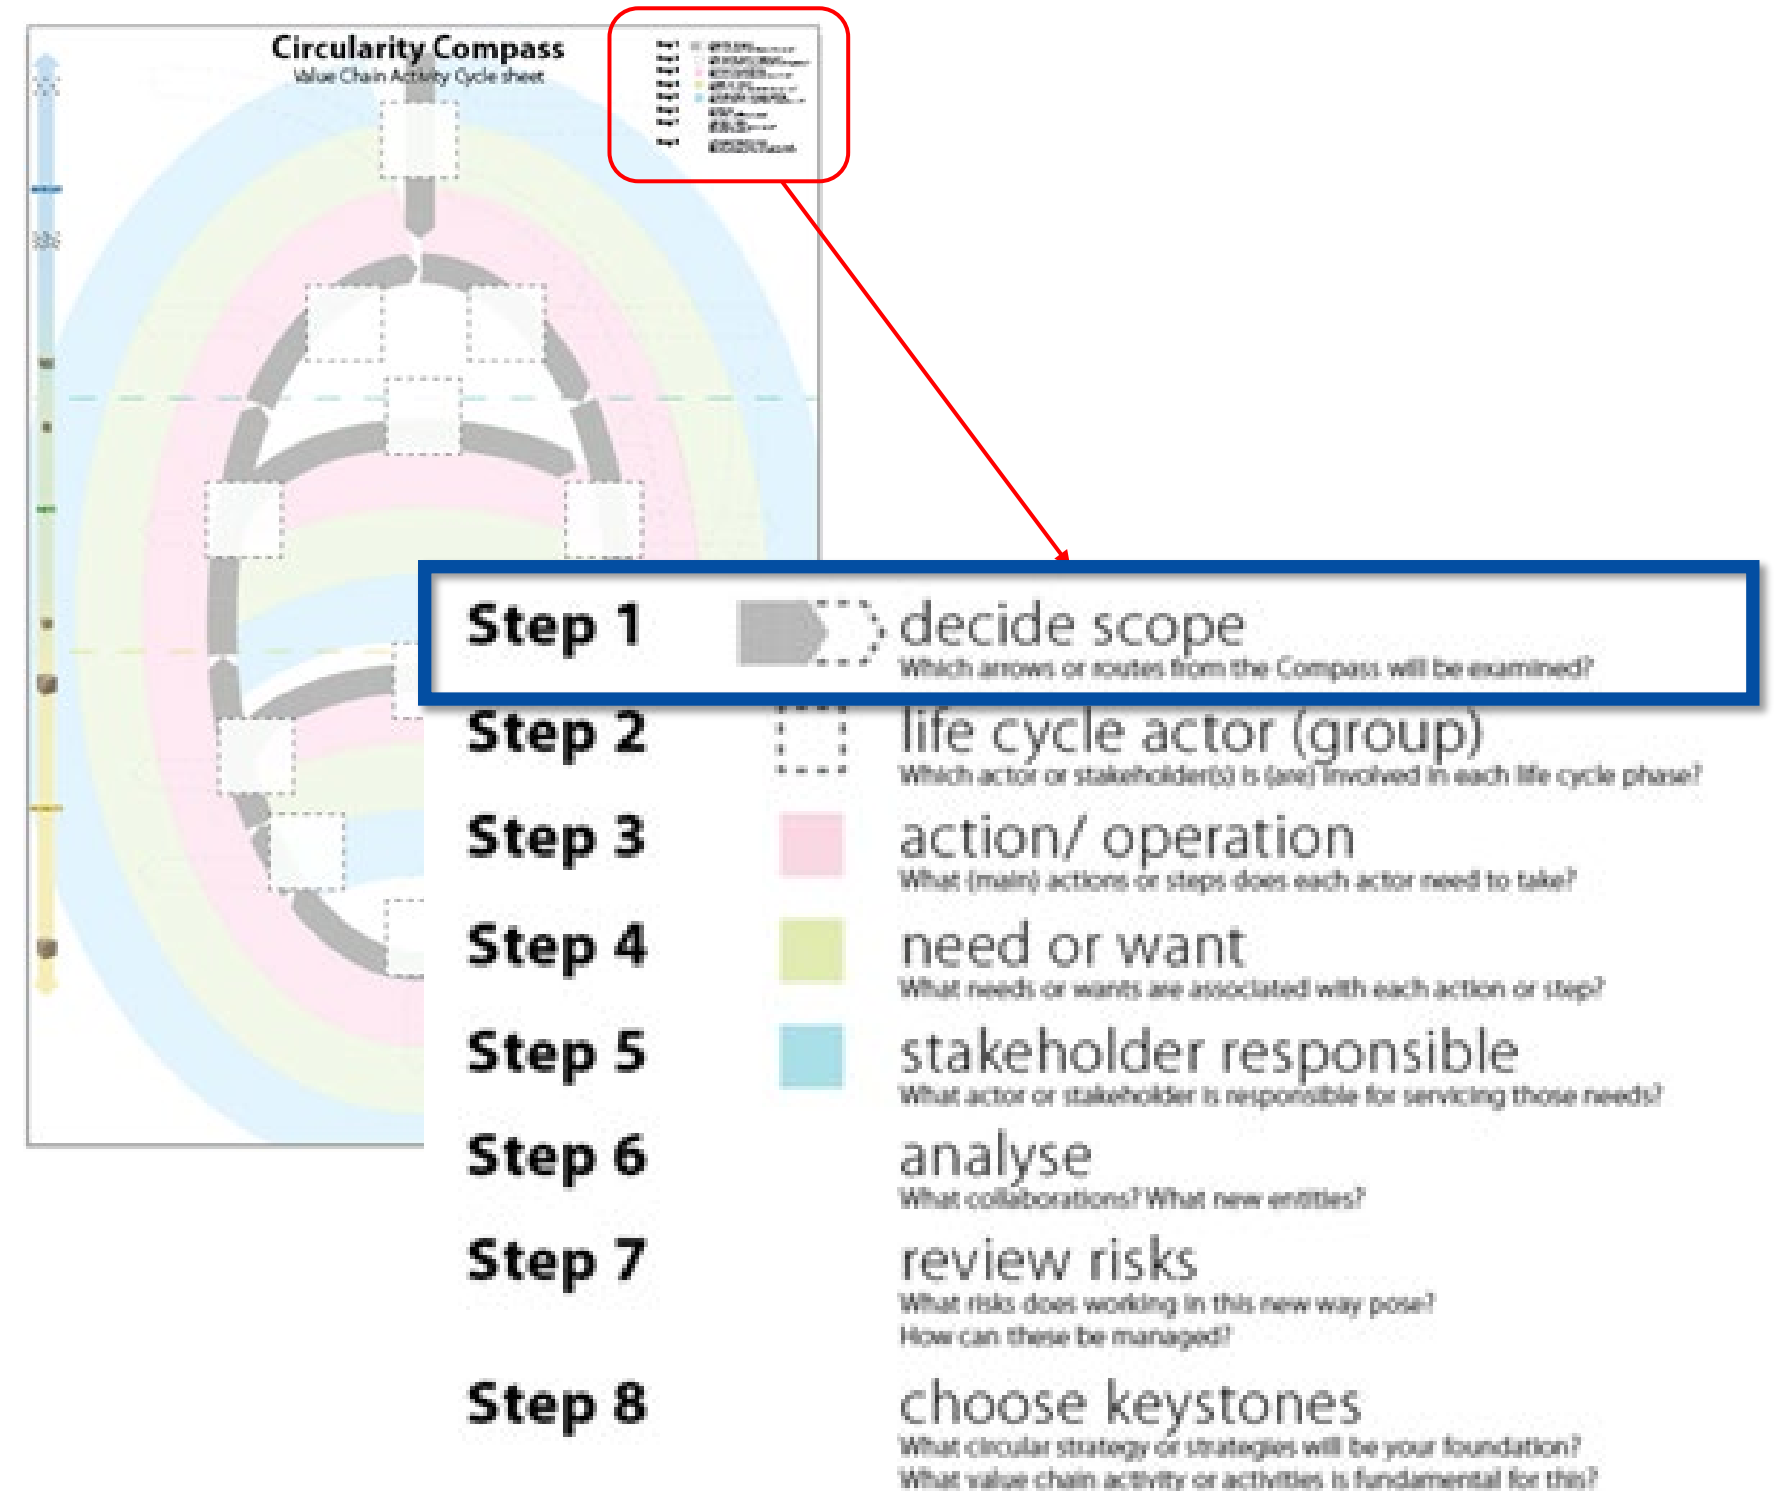 Circularity Compass
Value Chain Activity Cycle sheet
Step 1
decide scope
Which arrows or routes from the Compass will be examined?
Step 2
life cycle actor (group)
Which actor or stakeholder(s) is (are) involved in each life cycle phase?
Step 3
action/ operation
What (main) actions or steps does each actor need to take?
Step 4
need or want
What needs or wants are associated with each action or step?
Step 5
stakeholder responsible
What actor or stakeholder is responsible for servicing those needs?
Step 6
analyse
What collaborations? What new entities?
Step 7
review risks
What risks does working in this new way pose?
How can these be managed?
Step 8
choose keystones
What circular strategy or strategies will be your foundation?
What value chain activity or activities is fundamental for this?